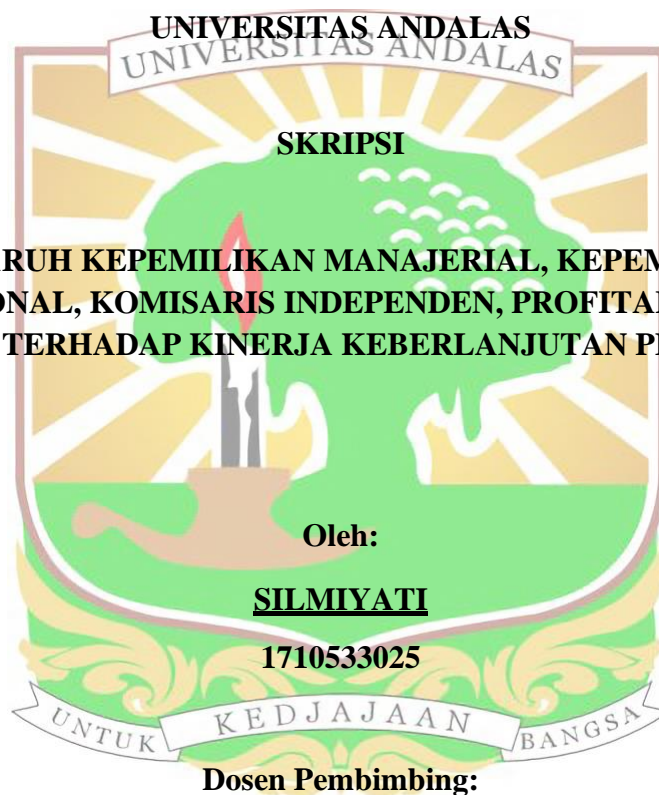 UNIVERSITAS ANDALAS
UNIVERSITAS ANDALAS
SKRIPSI
RUH KEPEMILIKAN MANAJERIAL, KEPEM
ONAL, KOMISARIS INDEPENDEN, PROFITA
TERHADAP KINERJA KEBERLANJUTAN P
Oleh:
SILMIYATI
1710533025
UNTUK KEDJAJAAN BANGSA
Dosen Pembimbing: